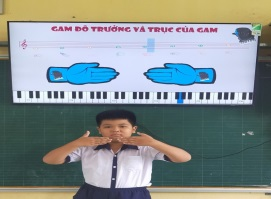 GAM ĐÔ TRƯỞNG VÀ TRỤC CỦA GAM